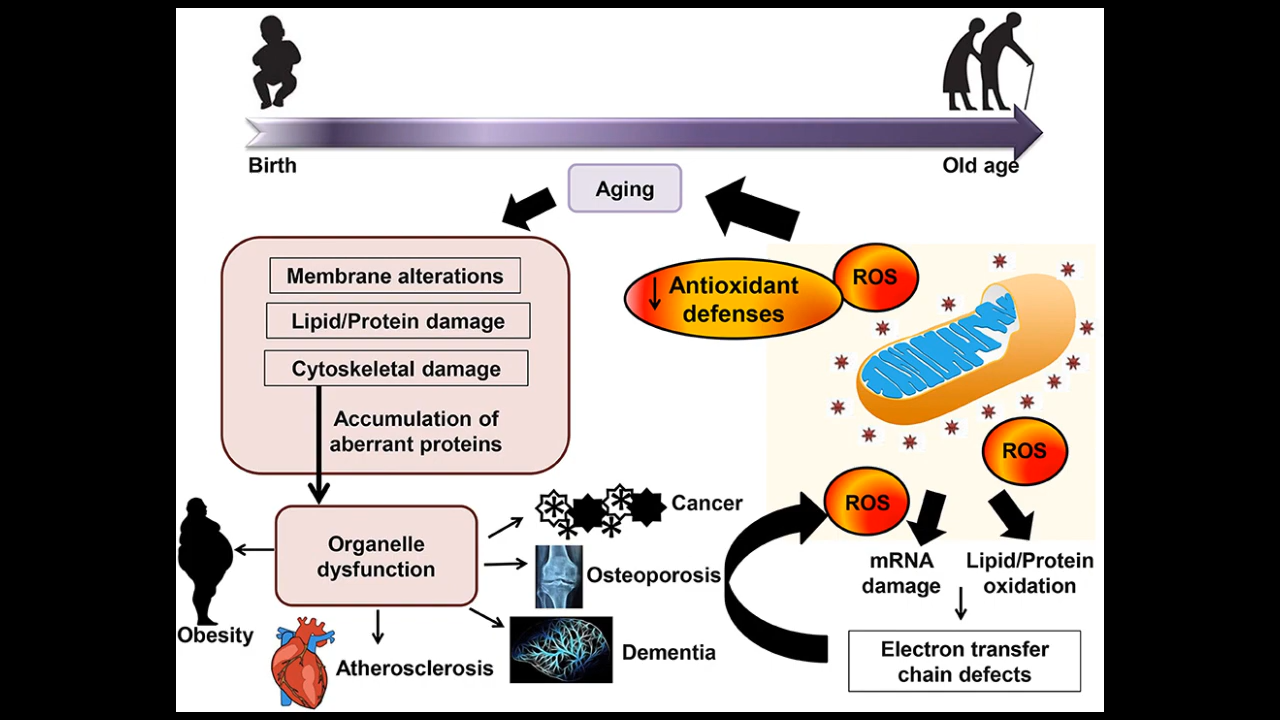 Birth
Old age
Aging
Membrane alterations
Lipid/Protein damage
Cytoskeletal damage
Accumulation of
aberrant proteins
Antioxidant
defenses
ROS
ROS
ROS
mRNA
damage
Lipid/Protein
oxidation
Electron transfer
chain defects
Organelle
dysfunction
Cancer
Osteoporosis
Dementia
Atherosclerosis
Obesity